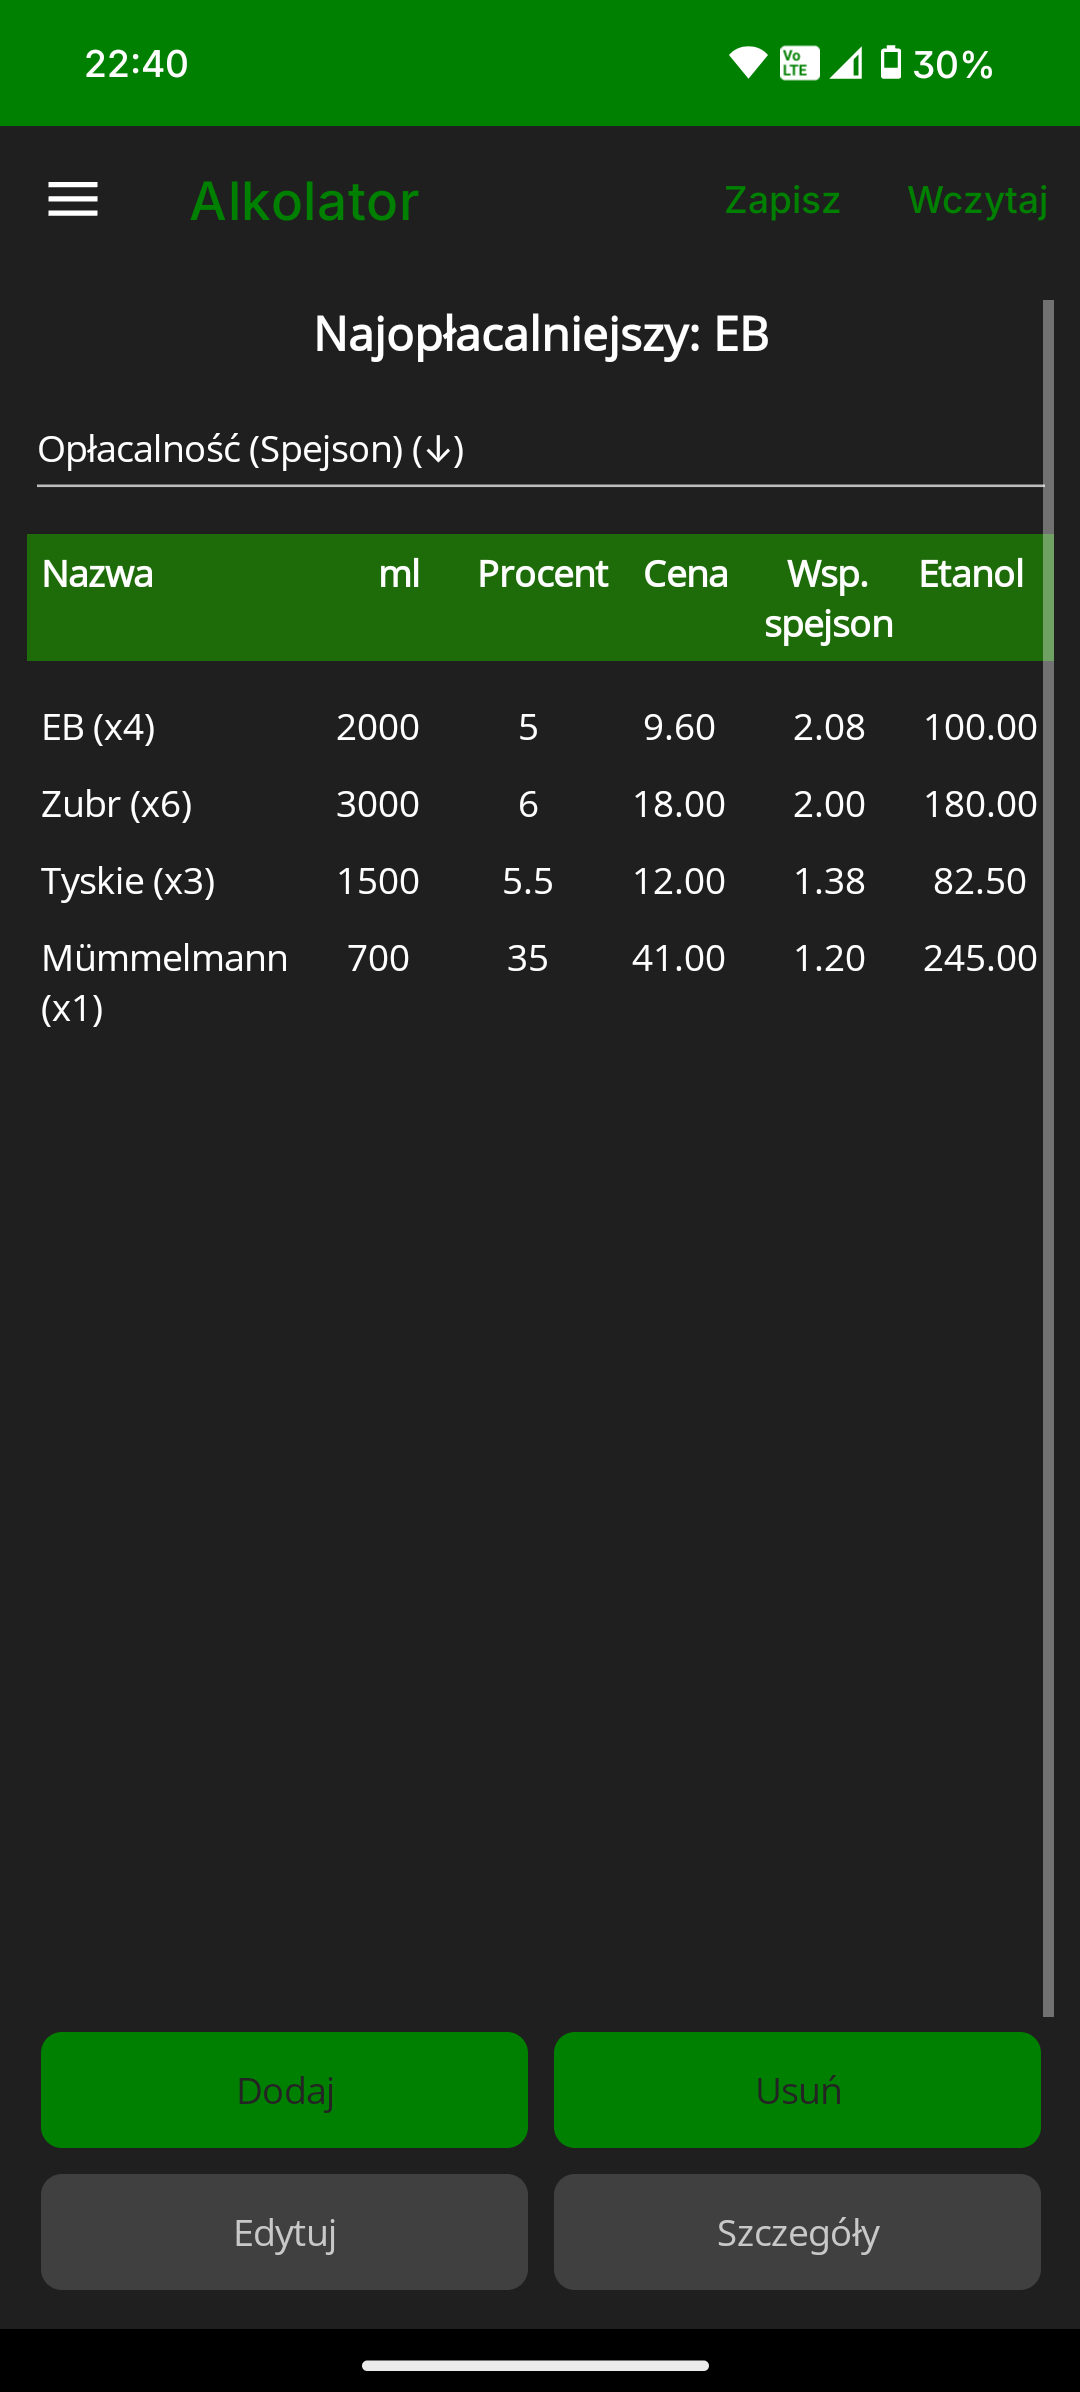 22:40 Vo LTE 30%
Alkolator Zapisz Wczytaj
Najopłacalniejszy: EB
Opłacalność (Spejson) (↓)
Nazwa ml Procent Cena Wsp. spejson Etanol
EB (x4) 2000 5 9.60 2.08 100.00
Zubr (x6) 3000 6 18.00 2.00 180.00
Tyskie (x3) 1500 5.5 12.00 1.38 82.50
Mümmelmann (x1) 700 35 41.00 1.20 245.00
Dodaj Usuń
Edytuj Szczegóły